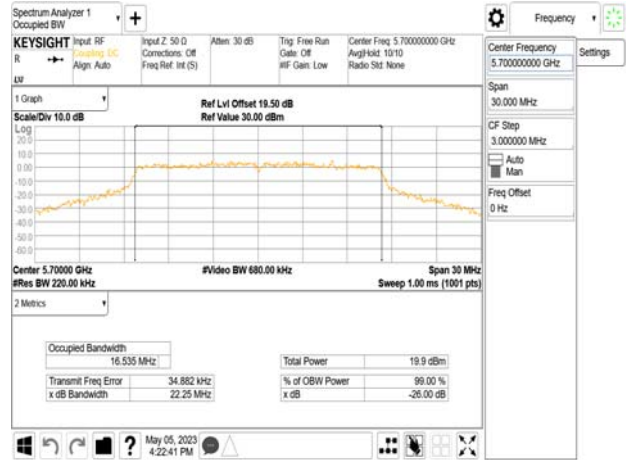 Spectrum Analyzer 1
Occupied BW
Frequency
KEYSIGHT
Input: RF
Coupling: DC
Align: Auto
Input Z: 50 Ω
Corrections: Off
Freq Ref: Int (S)
Atten: 30 dB
Trig: Free Run
Gate: Off
#IF Gain: Low
Center Freq: 5.700000000 GHz
Avg|Hold: 10/10
Radio Std: None
R
LXI
Center Frequency
5.700000000 GHz
Settings
Span
30.000 MHz
CF Step
3.000000 MHz
Auto
Man
Freq Offset
0 Hz
1 Graph
Scale/Div 10.0 dB
Ref Lvl Offset 19.50 dB
Ref Value 30.00 dBm
Log
20.0
10.0
0.00
-10.0
-20.0
-30.0
-40.0
-50.0
-60.0
Center 5.70000 GHz
#Video BW 680.00 kHz
Span 30 MHz
#Res BW 220.00 kHz
Sweep 1.00 ms (1001 pts)
2 Metrics
Occupied Bandwidth
16.535 MHz
Total Power 19.9 dBm
Transmit Freq Error 34.882 kHz
% of OBW Power 99.00 %
x dB Bandwidth 22.25 MHz
x dB -26.00 dB
May 05, 2023
4:22:41 PM